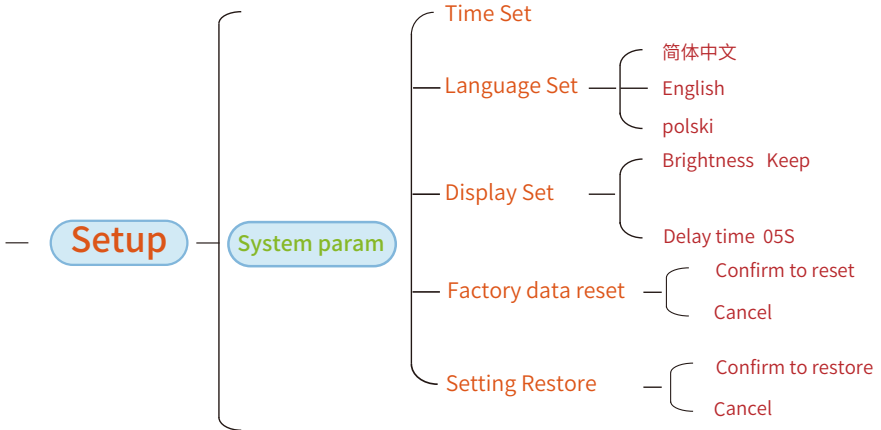 Setup
System param
Time Set
Language Set
简体中文
English
polski
Display Set
Brightness Keep
Delay time 05S
Factory data reset
Confirm to reset
Cancel
Setting Restore
Confirm to restore
Cancel